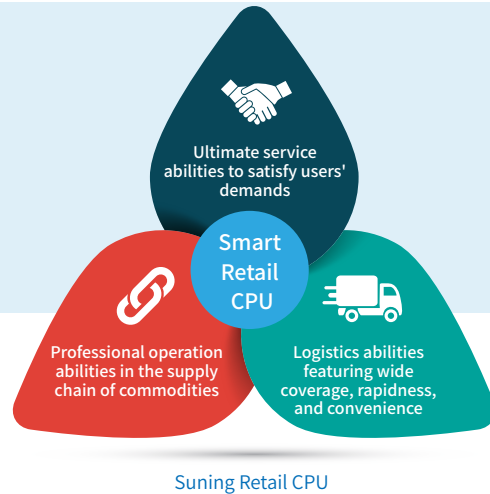 Ultimate service
abilities to satisfy users'
demands
Smart
Retail
CPU
Professional operation
abilities in the supply
chain of commodities
Logistics abilities
featuring wide
coverage, rapidness,
and convenience
Suning Retail CPU